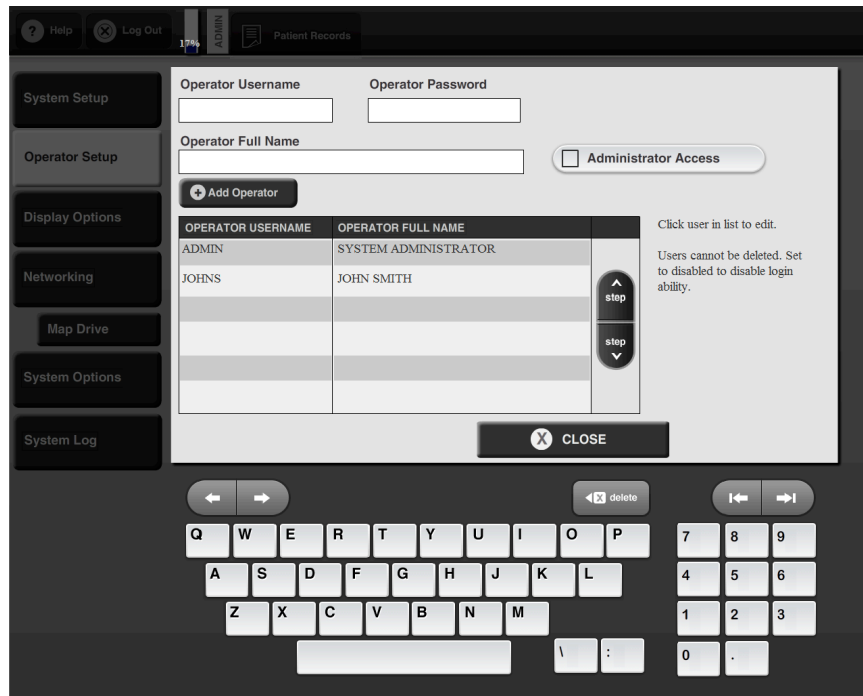 ? Help
X Log Out
17%
ADMIN
Patient Records
System Setup
Operator Setup
Display Options
Networking
Map Drive
System Options
System Log
Operator Username
Operator Password
Operator Full Name
Administrator Access
+ Add Operator
OPERATOR USERNAME OPERATOR FULL NAME
ADMIN SYSTEM ADMINISTRATOR
JOHNS JOHN SMITH
step
step
Click user in list to edit.
Users cannot be deleted. Set
to disabled to disable login
ability.
X CLOSE
X delete
Q W E R T Y U I O P 7 8 9
A S D F G H J K L 4 5 6
Z X C V B N M 1 2 3
\ : 0 .